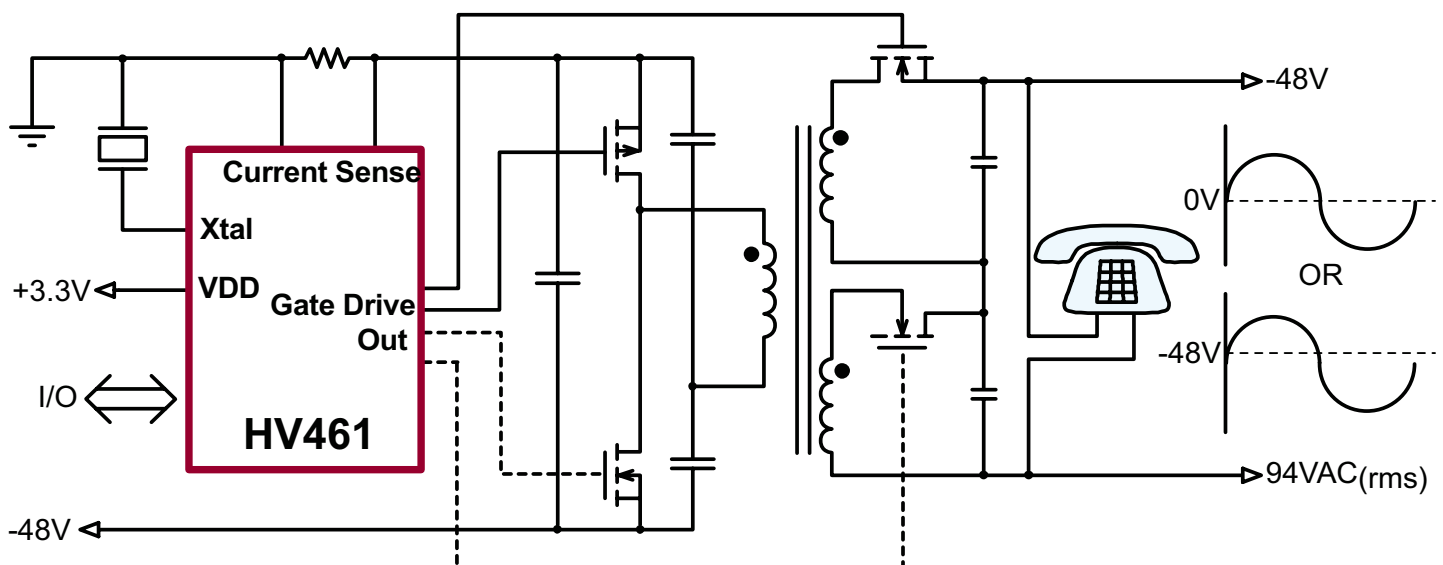 -48V
Current Sense
Xtal
0V
+3.3V
VDD
Gate Drive
Out
OR
-48V
I/O
HV461
94VAC(rms)
-48V